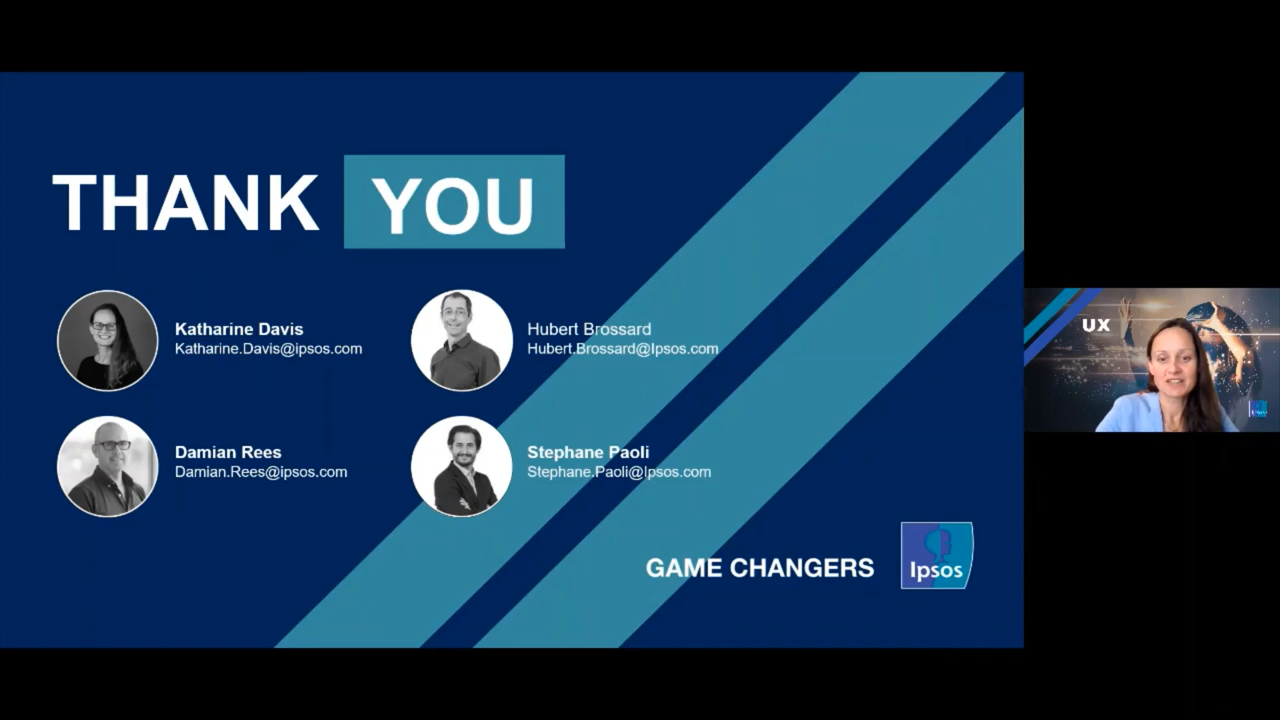 THANK YOU
Katharine Davis
Katharine.Davis@ipsos.com
Hubert Brossard
Hubert.Brossard@Ipsos.com
Damian Rees
Damian.Rees@ipsos.com
Stephane Paoli
Stephane.Paoli@Ipsos.com
GAME CHANGERS
Ipsos
UX
Ipsos